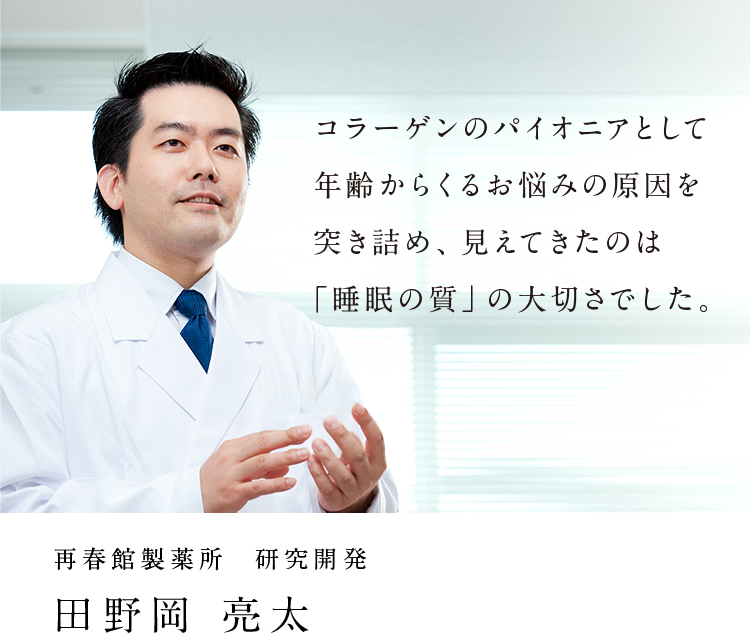 コラーゲンのパイオニアとして
年齢からくるお悩みの原因を
突き詰め、見えてきたのは
「睡眠の質」の大切さでした。
再春館製薬所　研究開発
田野岡 亮太